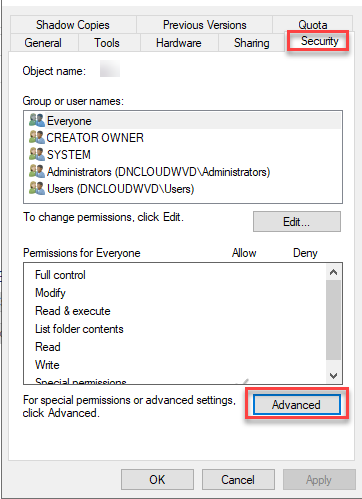 Shadow Copies Previous Versions Quota
General Tools Hardware Sharing Security
Object name:
Group or user names:
Everyone
CREATOR OWNER
SYSTEM
Administrators (DNCLOUDWVD\Administrators)
Users (DNCLOUDWVD\Users)
To change permissions, click Edit.
Edit...
Permissions for Everyone Allow Deny
Full control
Modify
Read & execute
List folder contents
Read
Write
Special permissions
For special permissions or advanced settings,
click Advanced.
Advanced
OK Cancel Apply